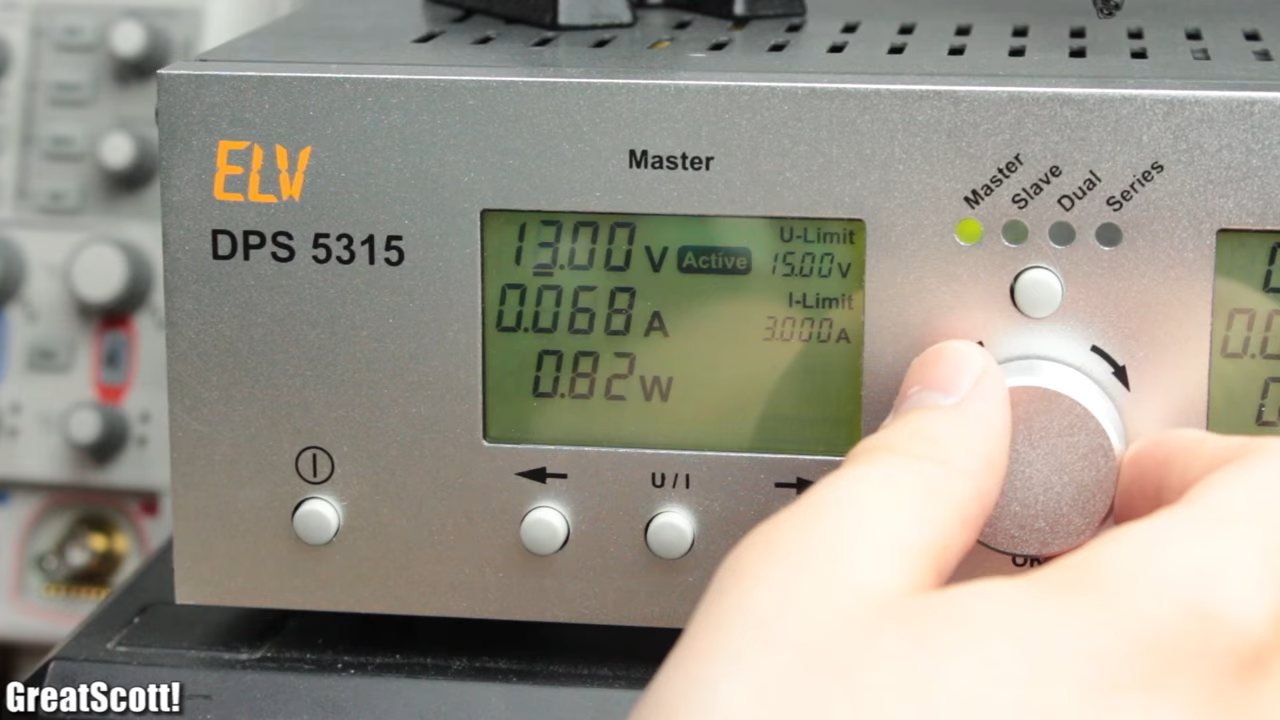 ELV
DPS 5315
Master
13.00 V Active
0.068 A
0.82 W
U-Limit
15.00 V
I-Limit
3.000 A
U / I
Master
Slave
Dual
Series
GreatScott!